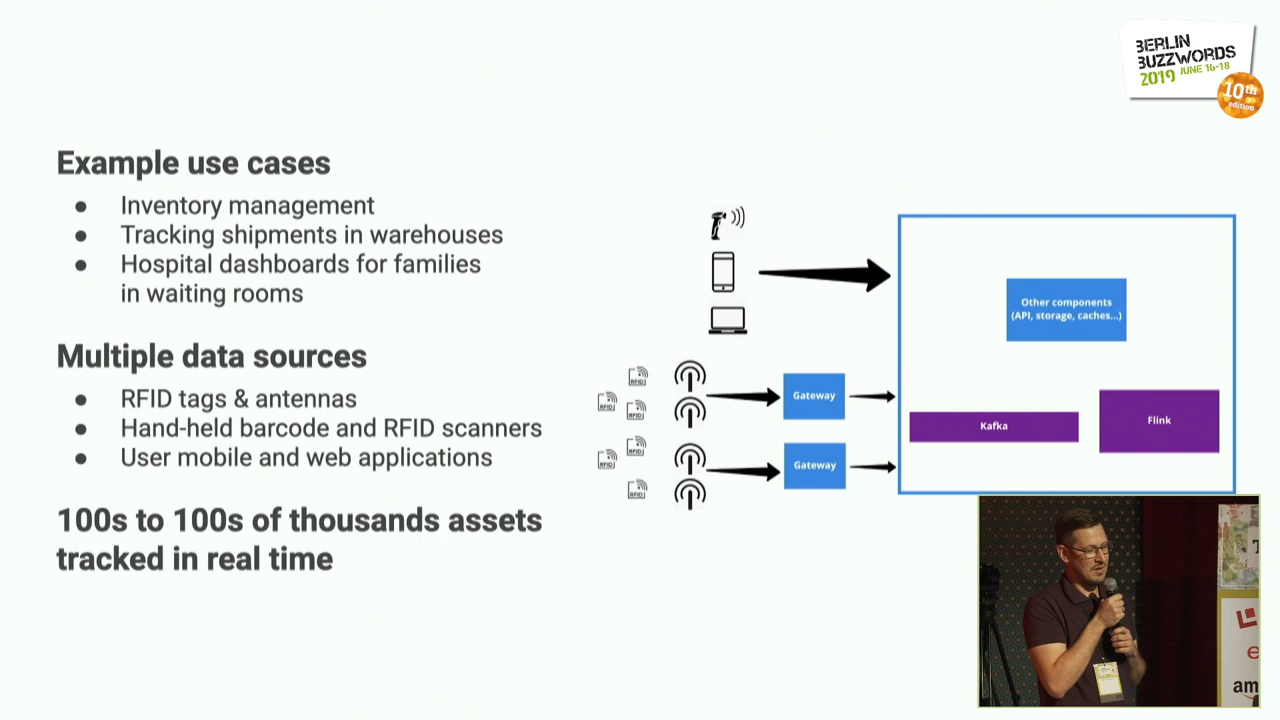 BERLIN
BUZZWORDS
2019 JUNE 16-18
10th
edition
Example use cases
● Inventory management
● Tracking shipments in warehouses
● Hospital dashboards for families
in waiting rooms
Multiple data sources
● RFID tags & antennas
● Hand-held barcode and RFID scanners
● User mobile and web applications
100s to 100s of thousands assets
tracked in real time
Other components
(API, storage, caches...)
RFID
RFID
RFID
Gateway
Kafka
Flink
RFID
RFID
RFID
Gateway
am